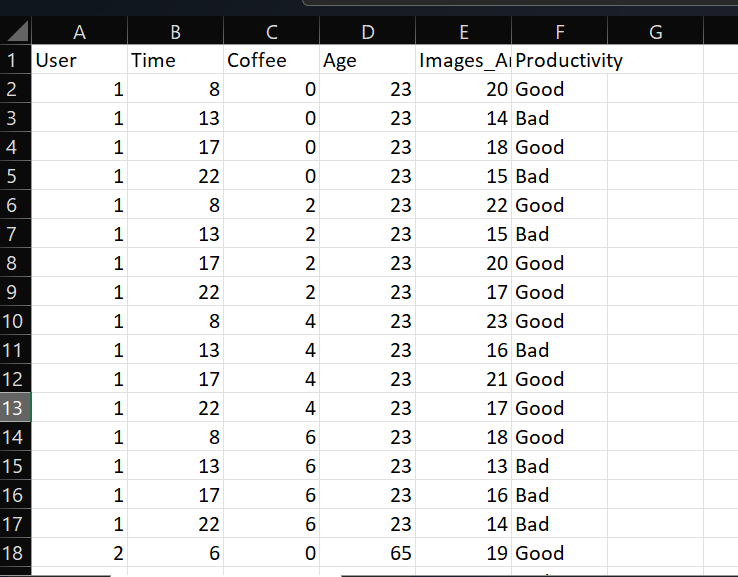 A B C D E F G
1 User Time Coffee Age Images_A Productivity
2 1 8 0 23 20 Good
3 1 13 0 23 14 Bad
4 1 17 0 23 18 Good
5 1 22 0 23 15 Bad
6 1 8 2 23 22 Good
7 1 13 2 23 15 Bad
8 1 17 2 23 20 Good
9 1 22 2 23 17 Good
10 1 8 4 23 23 Good
11 1 13 4 23 16 Bad
12 1 17 4 23 21 Good
13 1 22 4 23 17 Good
14 1 8 6 23 18 Good
15 1 13 6 23 13 Bad
16 1 17 6 23 16 Bad
17 1 22 6 23 14 Bad
18 2 6 0 65 19 Good